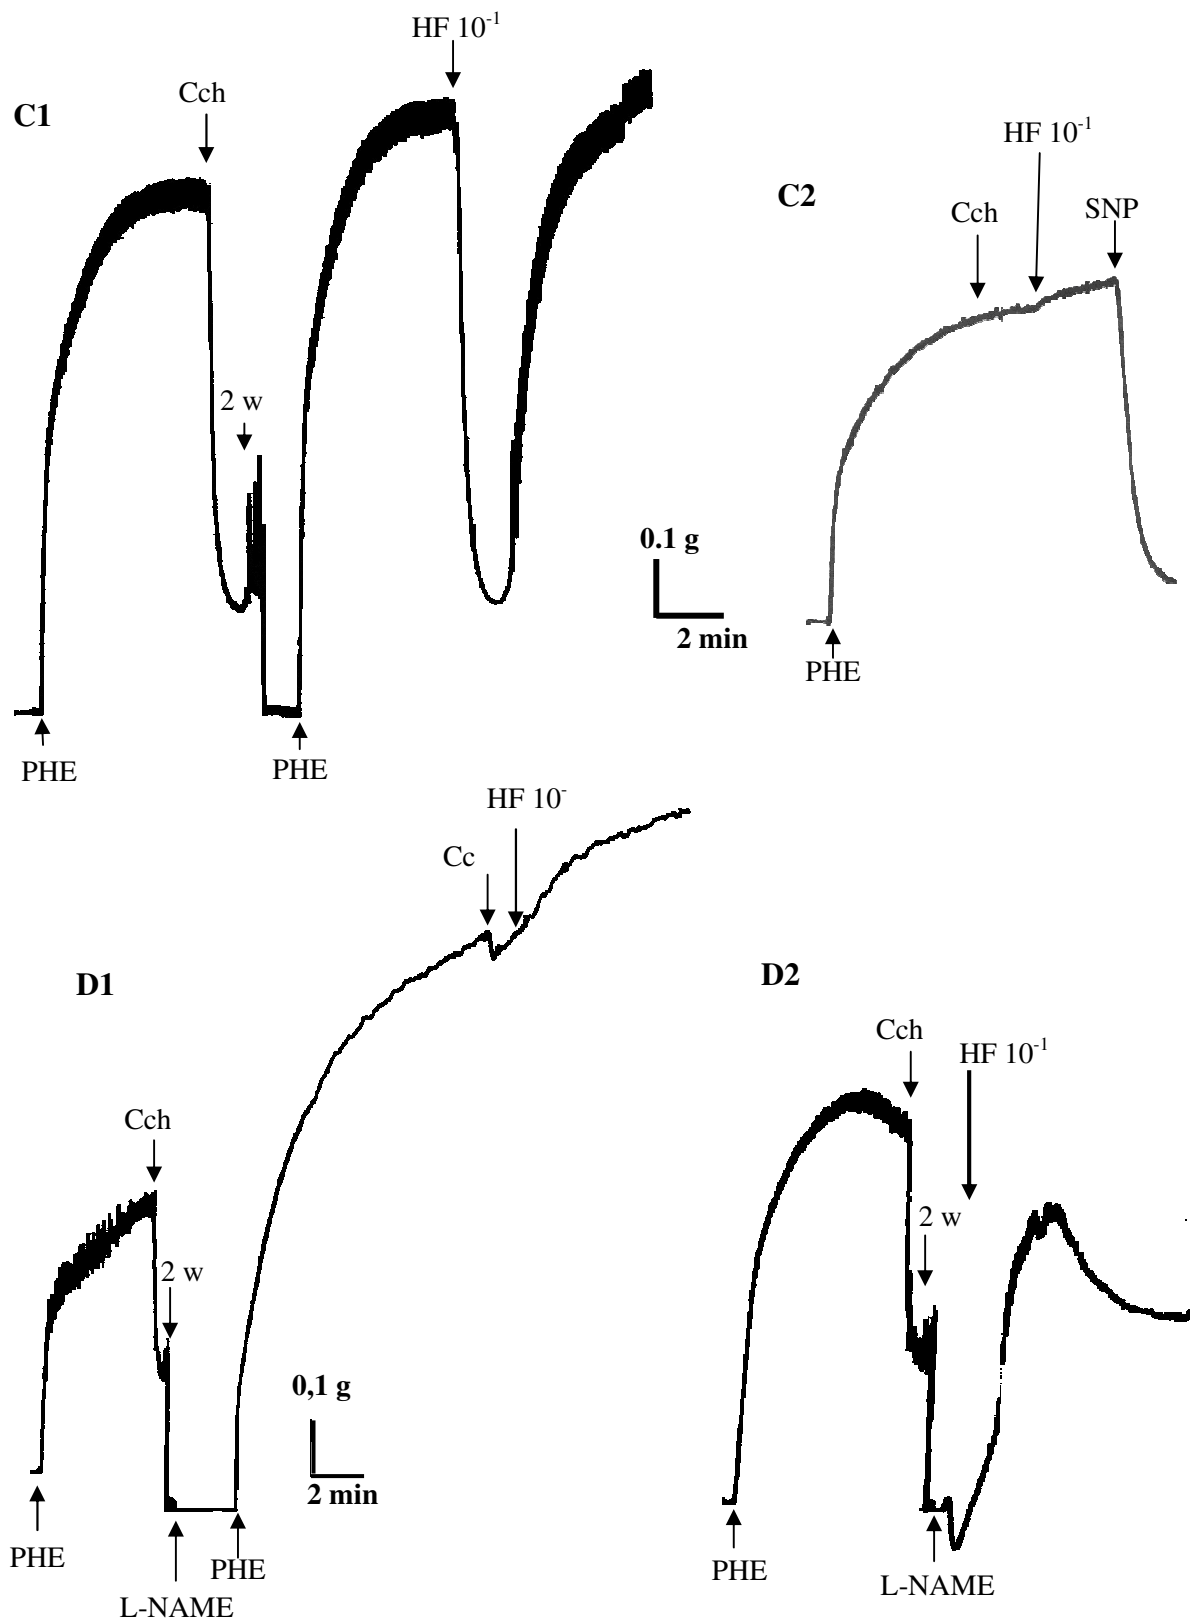 HF 10⁻¹
Cch
C1
HF 10⁻¹
C2
Cch
SNP
2 w
0.1 g
2 min
PHE
PHE
PHE
HF 10⁻
Cc
D1
D2
Cch
HF 10⁻¹
Cch
2 w
2 w
0,1 g
2 min
PHE
PHE
PHE
L-NAME
L-NAME